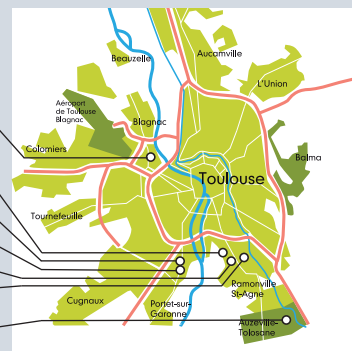 Beauzelle
Aucamville
L'Union
Aéroport
de Toulouse
Blagnac
Blagnac
Colomiers
Balma
Toulouse
Tournefeuille
Cugnaux
Portet-sur-
Garonne
Ramonville
St-Agne
Auzeville-
Tolosane